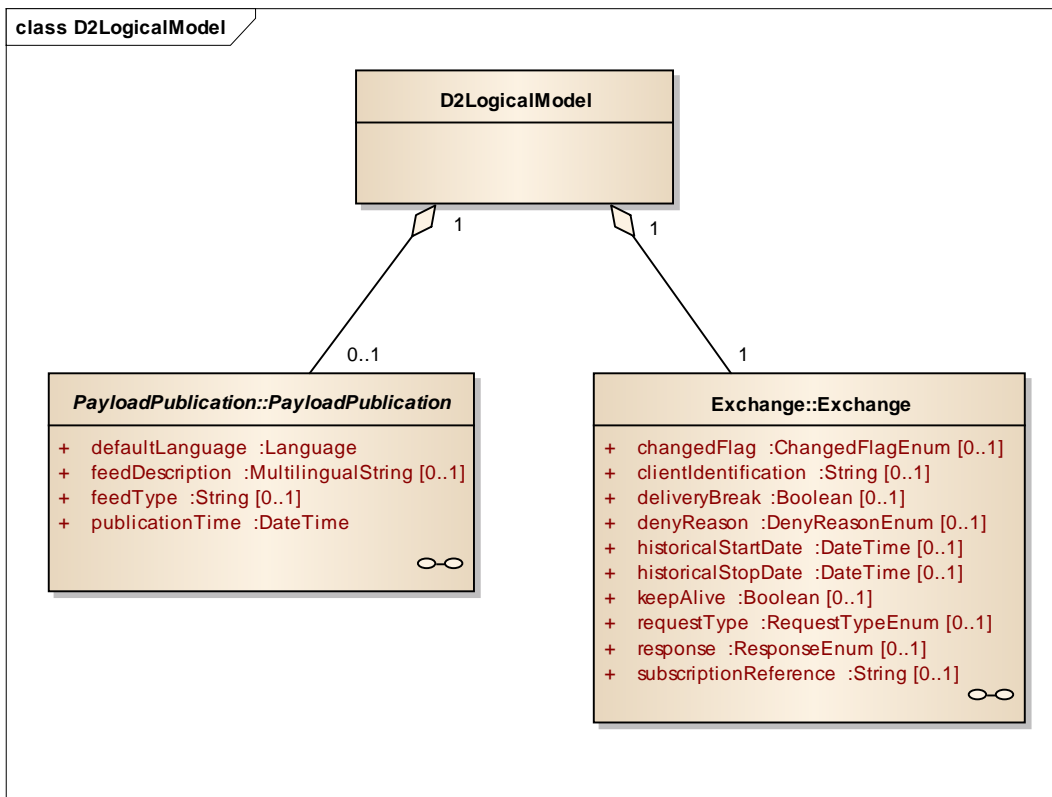 class D2LogicalModel
D2LogicalModel
1
1
0..1
1
PayloadPublication::PayloadPublication
+ defaultLanguage :Language
+ feedDescription :MultilingualString [0..1]
+ feedType :String [0..1]
+ publicationTime :DateTime
Exchange::Exchange
+ changedFlag :ChangedFlagEnum [0..1]
+ clientIdentification :String [0..1]
+ deliveryBreak :Boolean [0..1]
+ denyReason :DenyReasonEnum [0..1]
+ historicalStartDate :DateTime [0..1]
+ historicalStopDate :DateTime [0..1]
+ keepAlive :Boolean [0..1]
+ requestType :RequestTypeEnum [0..1]
+ response :ResponseEnum [0..1]
+ subscriptionReference :String [0..1]